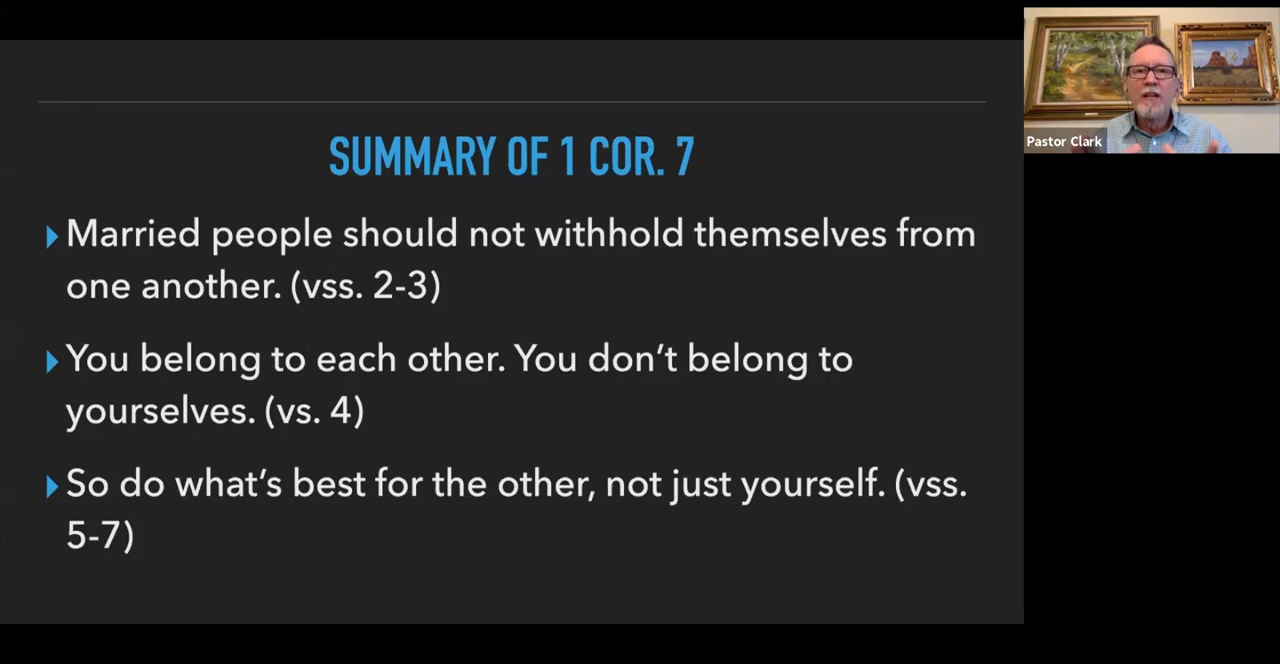 SUMMARY OF 1 COR. 7
Married people should not withhold themselves from
one another. (vss. 2-3)
You belong to each other. You don’t belong to
yourselves. (vs. 4)
So do what’s best for the other, not just yourself. (vss.
5-7)
Pastor Clark